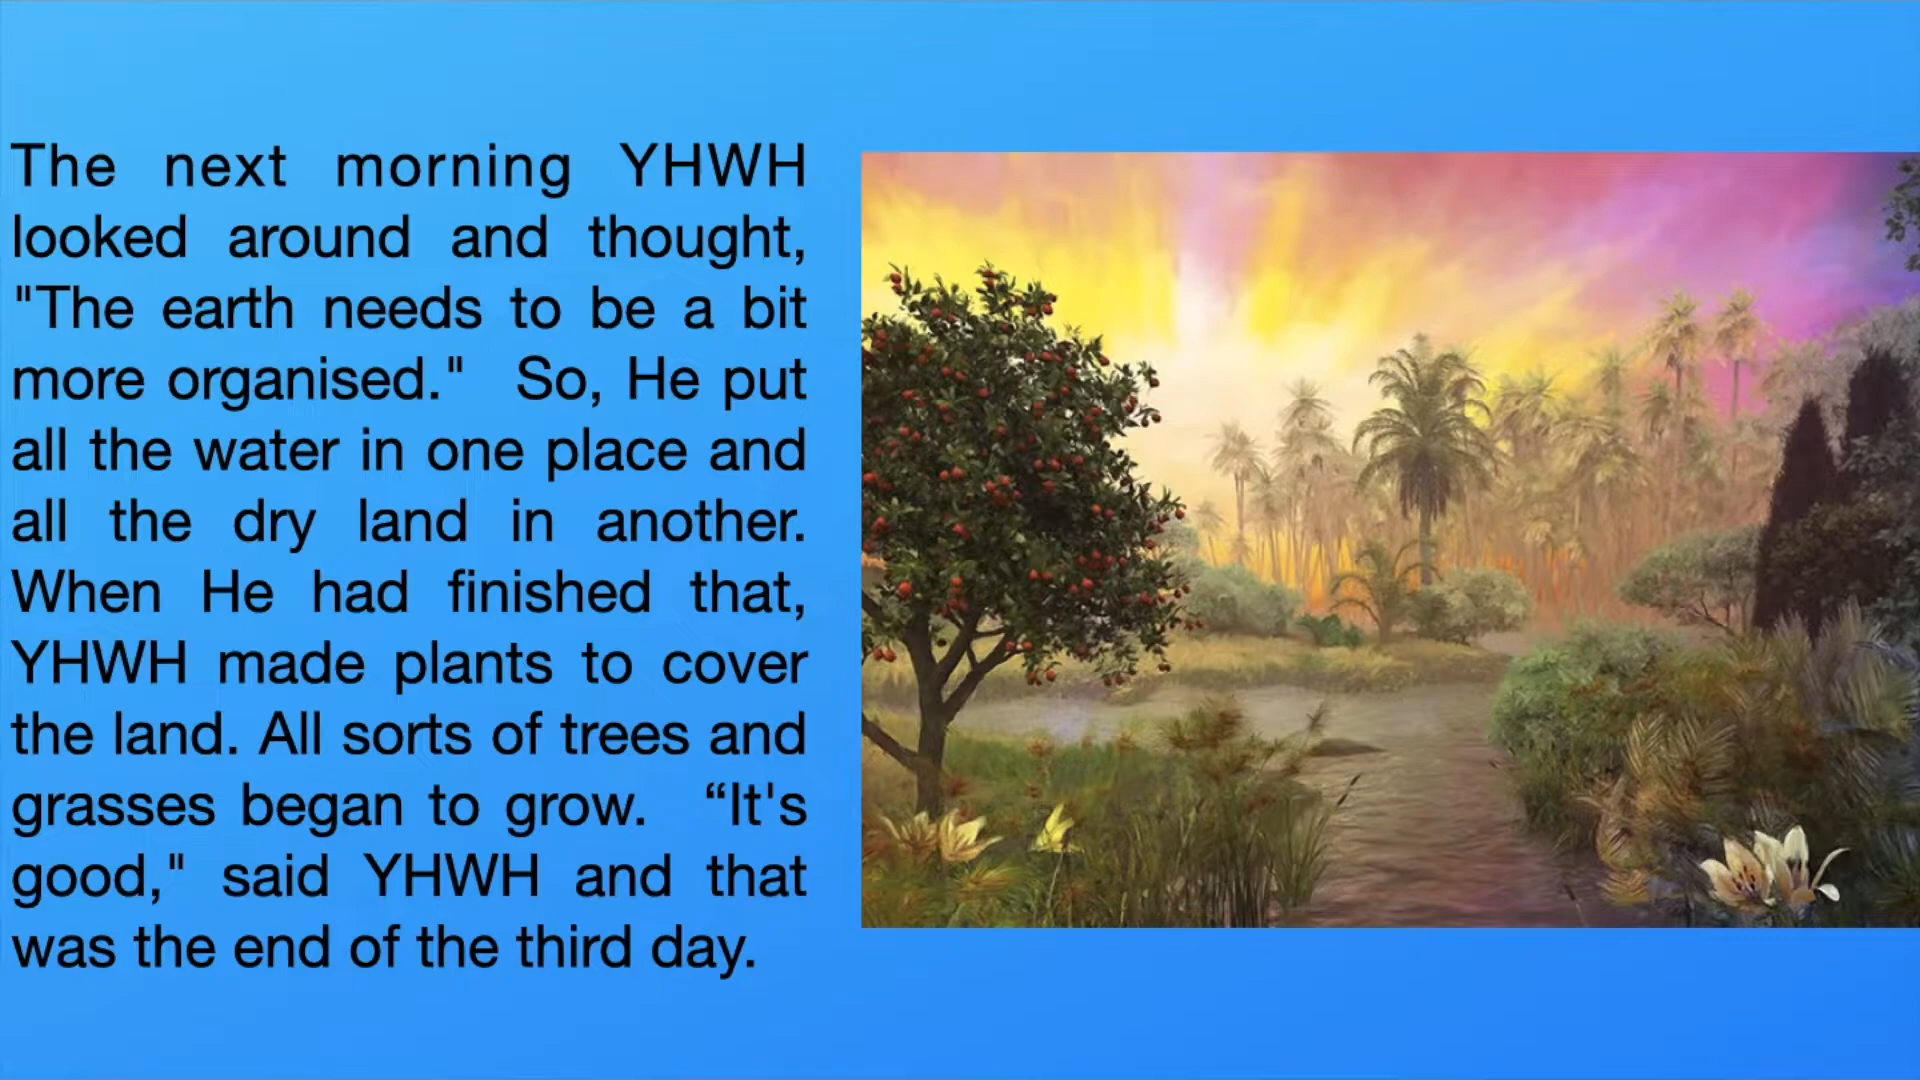 The next morning YHWH
looked around and thought,
"The earth needs to be a bit
more organised." So, He put
all the water in one place and
all the dry land in another.
When He had finished that,
YHWH made plants to cover
the land. All sorts of trees and
grasses began to grow. “It's
good," said YHWH and that
was the end of the third day.